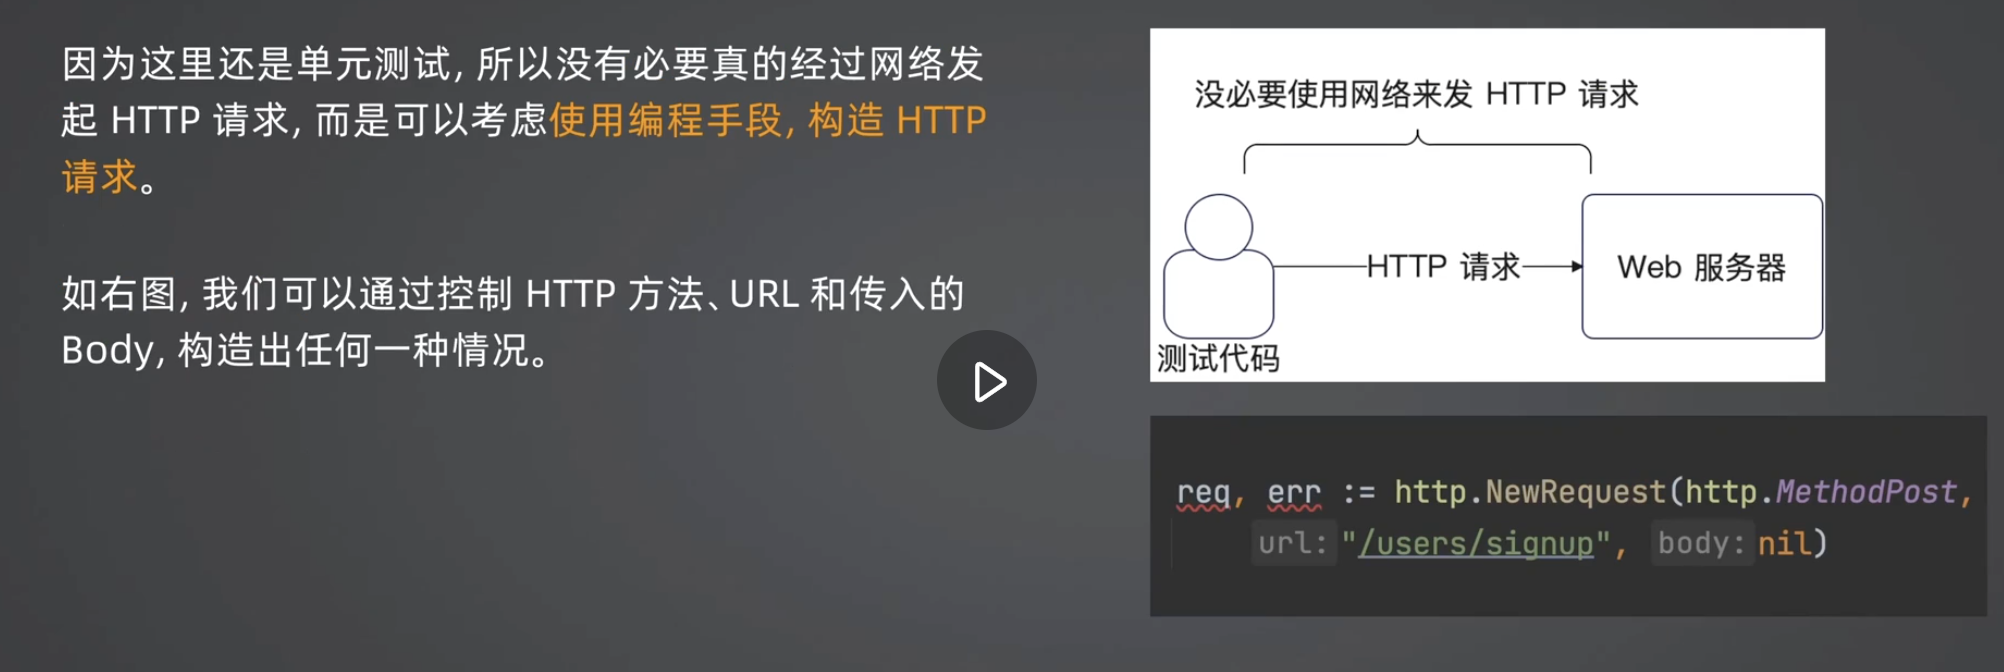 因为这里还是单元测试, 所以没有必要真的经过网络发
起 HTTP 请求, 而是可以考虑使用编程手段, 构造 HTTP
请求。
如右图, 我们可以通过控制 HTTP 方法、URL 和传入的
Body, 构造出任何一种情况。
没必要使用网络来发 HTTP 请求
HTTP 请求
Web 服务器
测试代码
req, err := http.NewRequest(http.MethodPost,
url: "/users/signup", body: nil)